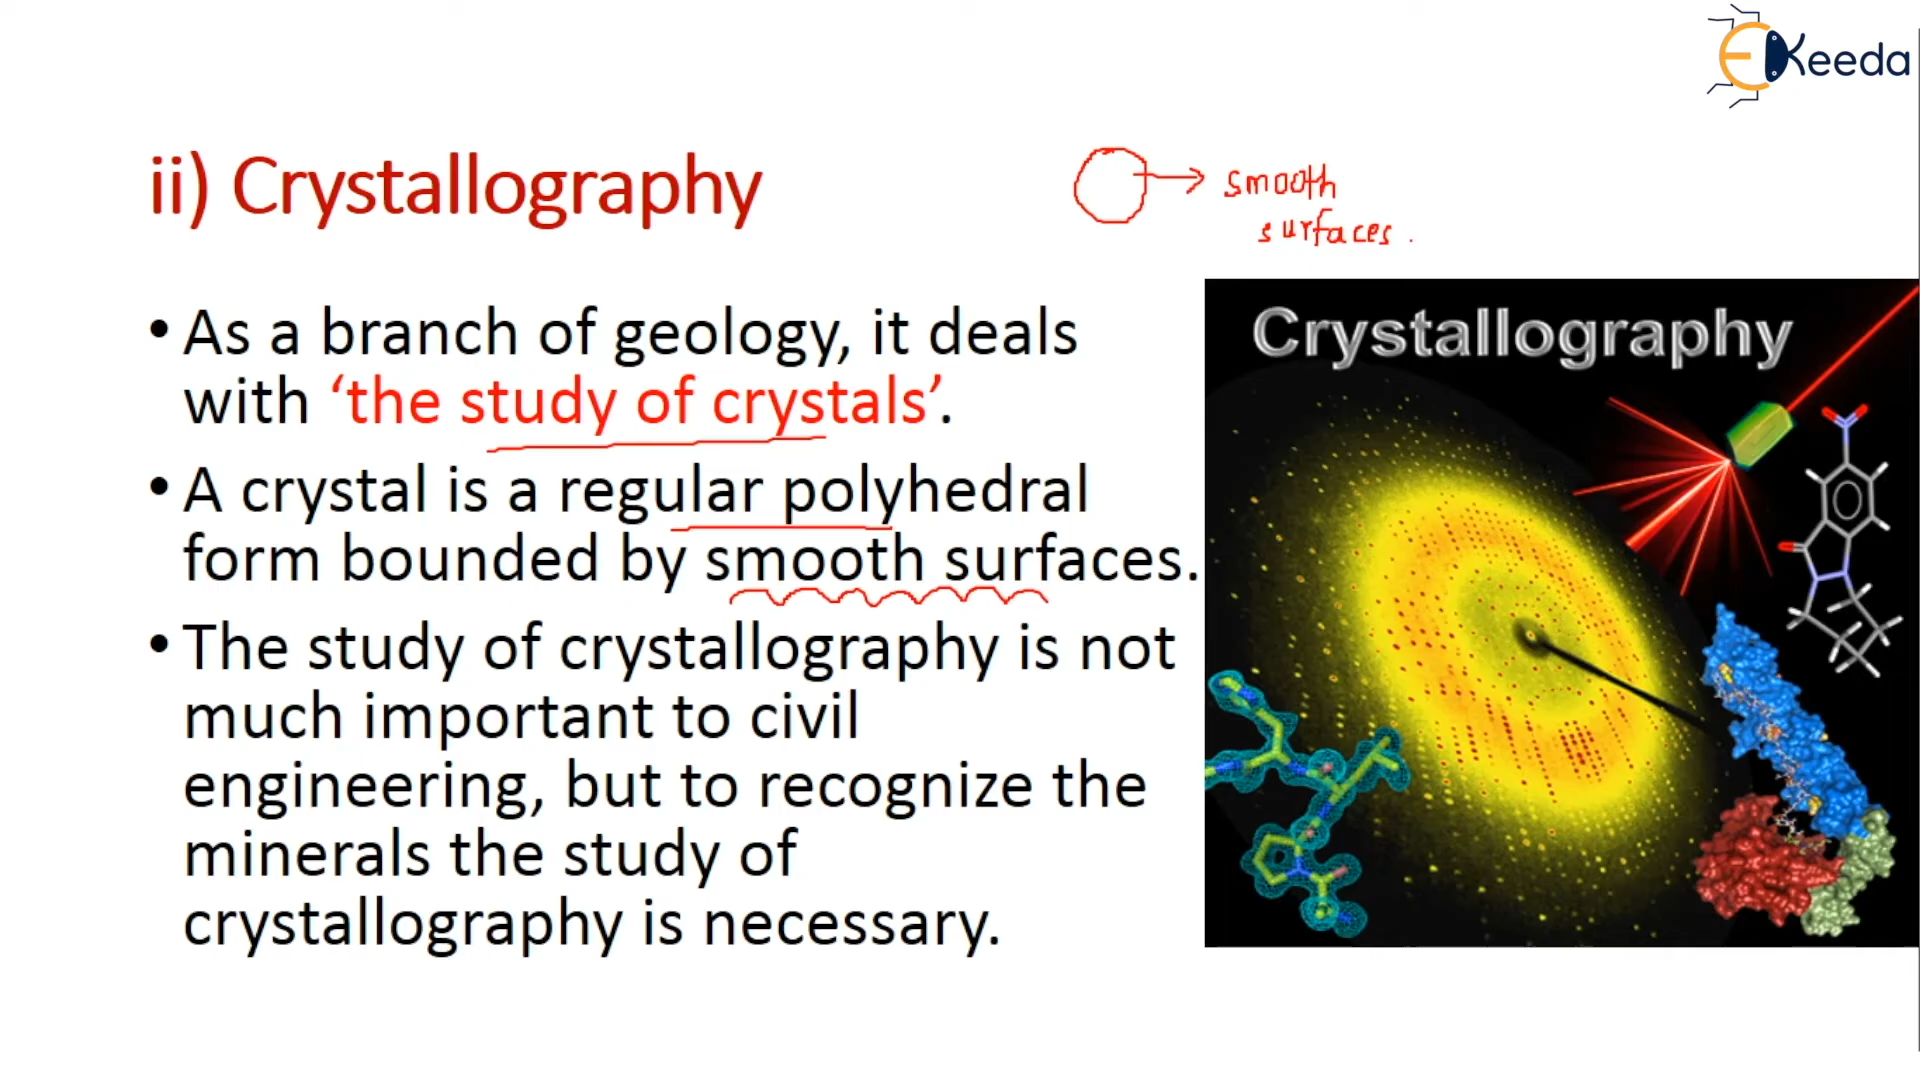 EKeeda
ii) Crystallography
smooth
surfaces.
• As a branch of geology, it deals
with ‘the study of crystals’.
• A crystal is a regular polyhedral
form bounded by smooth surfaces.
• The study of crystallography is not
much important to civil
engineering, but to recognize the
minerals the study of
crystallography is necessary.
Crystallography